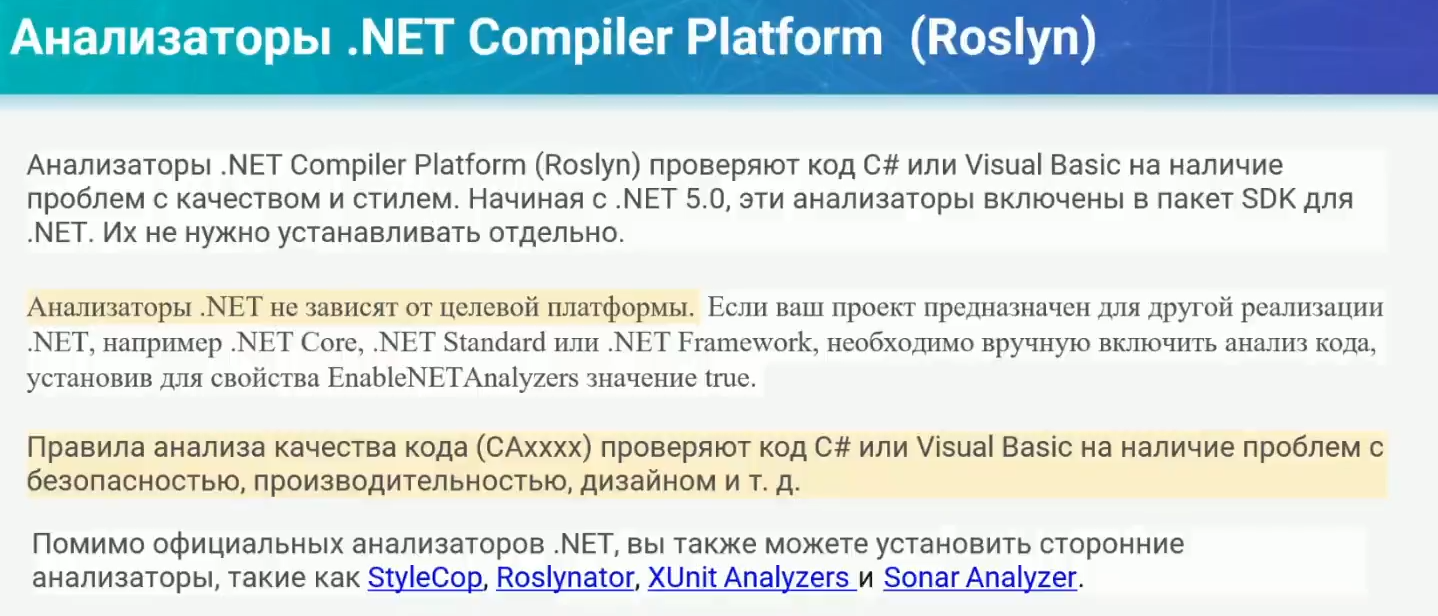 Анализаторы .NET Compiler Platform (Roslyn)
Анализаторы .NET Compiler Platform (Roslyn) проверяют код C# или Visual Basic на наличие
проблем с качеством и стилем. Начиная с .NET 5.0, эти анализаторы включены в пакет SDK для
.NET. Их не нужно устанавливать отдельно.
Анализаторы .NET не зависят от целевой платформы. Если ваш проект предназначен для другой реализации
.NET, например .NET Core, .NET Standard или .NET Framework, необходимо вручную включить анализ кода,
установив для свойства EnableNETAnalyzers значение true.
Правила анализа качества кода (CAxxxx) проверяют код C# или Visual Basic на наличие проблем с
безопасностью, производительностью, дизайном и т. д.
Помимо официальных анализаторов .NET, вы также можете установить сторонние
анализаторы, такие как StyleCop, Roslynator, XUnit Analyzers и Sonar Analyzer.